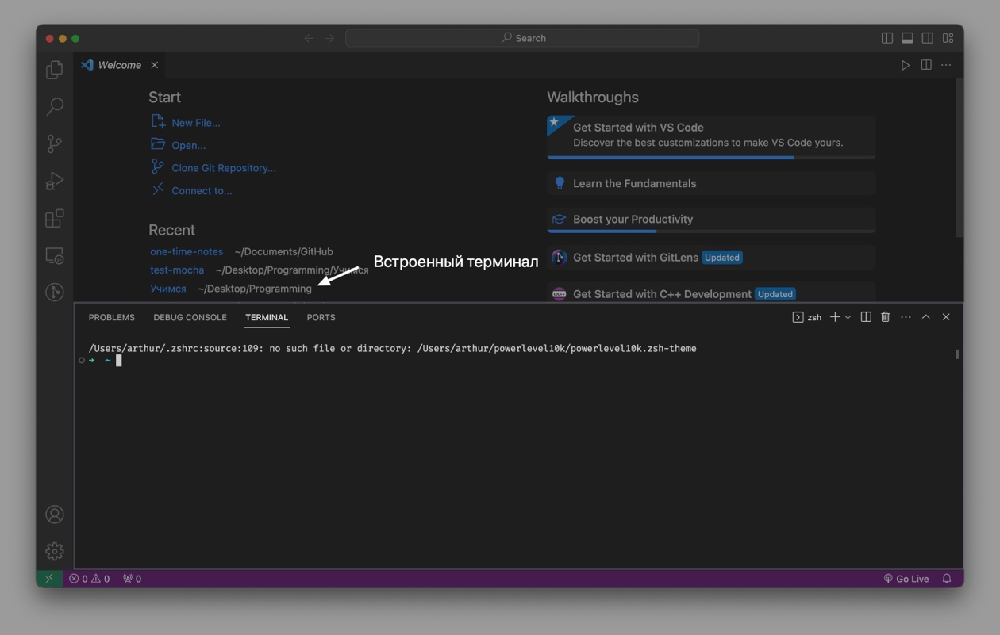 Search
Welcome
Start
New File...
Open...
Clone Git Repository...
Connect to...
Recent
one-time-notes ~/Documents/GitHub
test-mocha ~/Desktop/Programming/Учимся
Учимся ~/Desktop/Programming
Walkthroughs
Get Started with VS Code
Discover the best customizations to make VS Code yours.
Learn the Fundamentals
Boost your Productivity
Get Started with GitLens Updated
Get Started with C++ Development Updated
Встроенный терминал
PROBLEMS DEBUG CONSOLE TERMINAL PORTS
zsh
/Users/arthur/.zshrc:source:109: no such file or directory: /Users/arthur/powerlevel10k/powerlevel10k.zsh-theme
➜ ~
0 0 0
Go Live